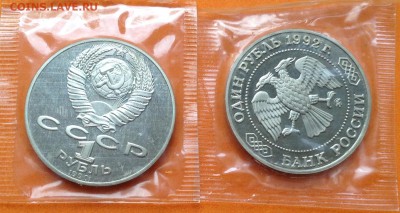 COINS.LAVE.RU
СССР
1
РУБЛЬ
ОДИН РУБЛЬ 1992 г.
БАНК РОССИИ